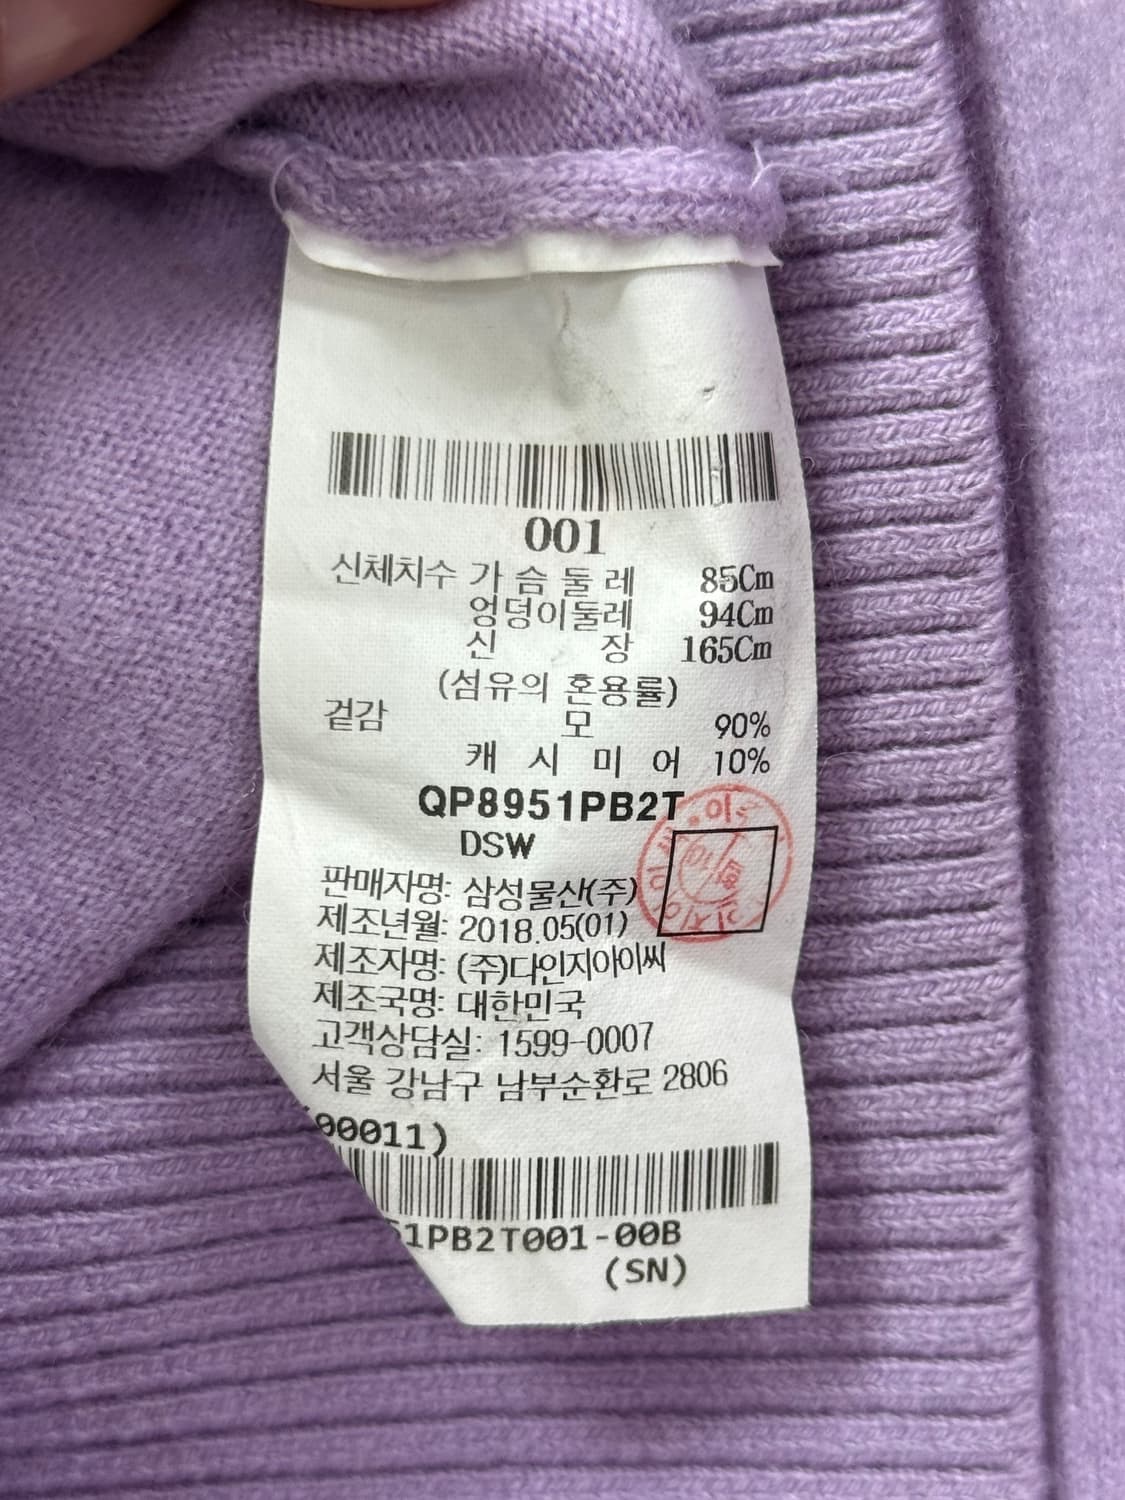 001
신체치수 가 슴 둘 레 85Cm
엉덩이둘레 94Cm
신 장 165Cm
(섬유의 혼용률)
겉감 모 90%
캐 시 미 어 10%
QP8951PB2T
DSW
판매자명: 삼성물산(주)
제조년월: 2018.05(01)
제조자명: (주)다인지아이씨
제조국명: 대한민국
고객상담실: 1599-0007
서울 강남구 남부순환로 2806
00011)
51PB2T001-00B
(SN)